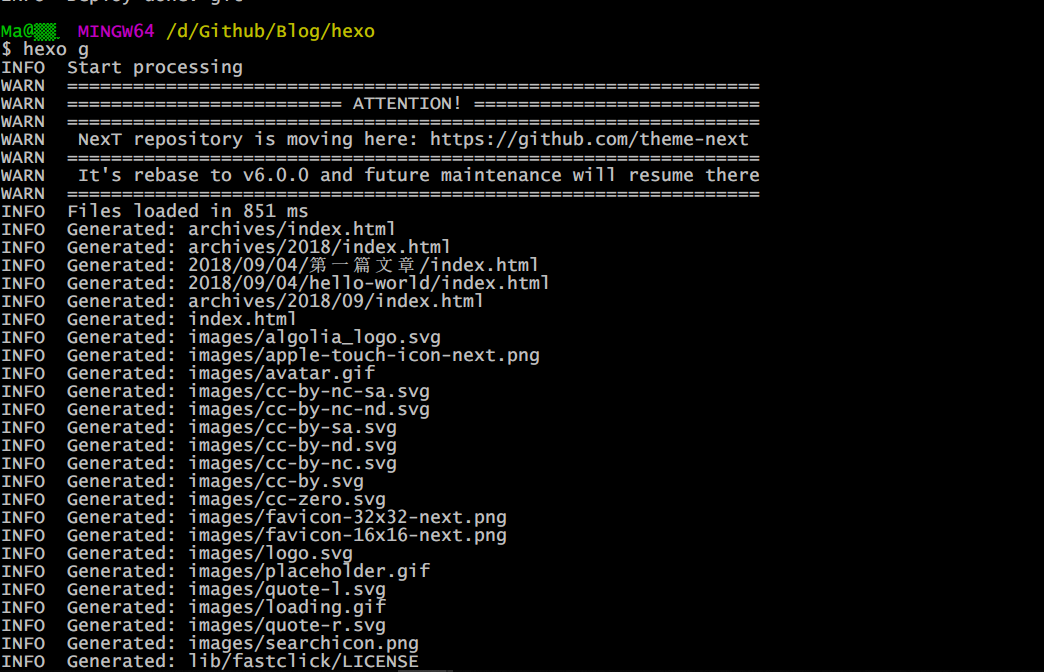 Ma@ MINGW64 /d/Github/Blog/hexo
$ hexo g
INFO  Start processing
WARN  ===============================================================
WARN  ========================= ATTENTION! ==========================
WARN  ===============================================================
WARN   NexT repository is moving here: https://github.com/theme-next
WARN  ===============================================================
WARN   It's rebase to v6.0.0 and future maintenance will resume there
WARN  ===============================================================
INFO  Files loaded in 851 ms
INFO  Generated: archives/index.html
INFO  Generated: archives/2018/index.html
INFO  Generated: 2018/09/04/第一篇文章/index.html
INFO  Generated: 2018/09/04/hello-world/index.html
INFO  Generated: archives/2018/09/index.html
INFO  Generated: index.html
INFO  Generated: images/algolia_logo.svg
INFO  Generated: images/apple-touch-icon-next.png
INFO  Generated: images/avatar.gif
INFO  Generated: images/cc-by-nc-sa.svg
INFO  Generated: images/cc-by-nc-nd.svg
INFO  Generated: images/cc-by-sa.svg
INFO  Generated: images/cc-by-nd.svg
INFO  Generated: images/cc-by-nc.svg
INFO  Generated: images/cc-by.svg
INFO  Generated: images/cc-zero.svg
INFO  Generated: images/favicon-32x32-next.png
INFO  Generated: images/favicon-16x16-next.png
INFO  Generated: images/logo.svg
INFO  Generated: images/placeholder.gif
INFO  Generated: images/quote-l.svg
INFO  Generated: images/loading.gif
INFO  Generated: images/quote-r.svg
INFO  Generated: images/searchicon.png
INFO  Generated: lib/fastclick/LICENSE